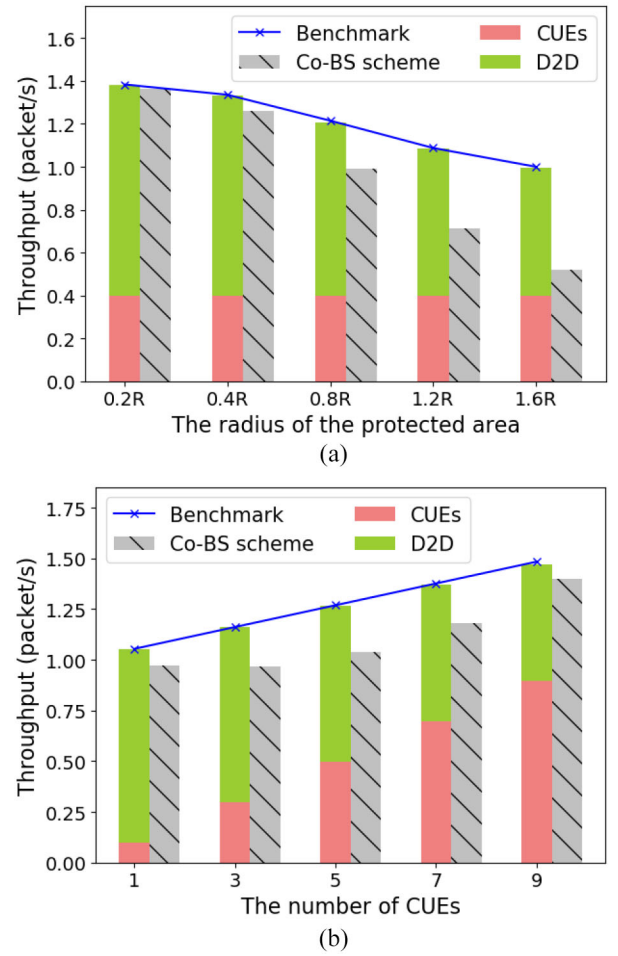 1.6
1.4
1.2
1.0
0.8
0.6
0.4
0.2
0.0
Throughput (packet/s)
Benchmark
Co-BS scheme
CUEs
D2D
0.2R 0.4R 0.8R 1.2R 1.6R
The radius of the protected area
(a)
1.75
1.50
1.25
1.00
0.75
0.50
0.25
0.00
Throughput (packet/s)
Benchmark
Co-BS scheme
CUEs
D2D
1 3 5 7 9
The number of CUEs
(b)